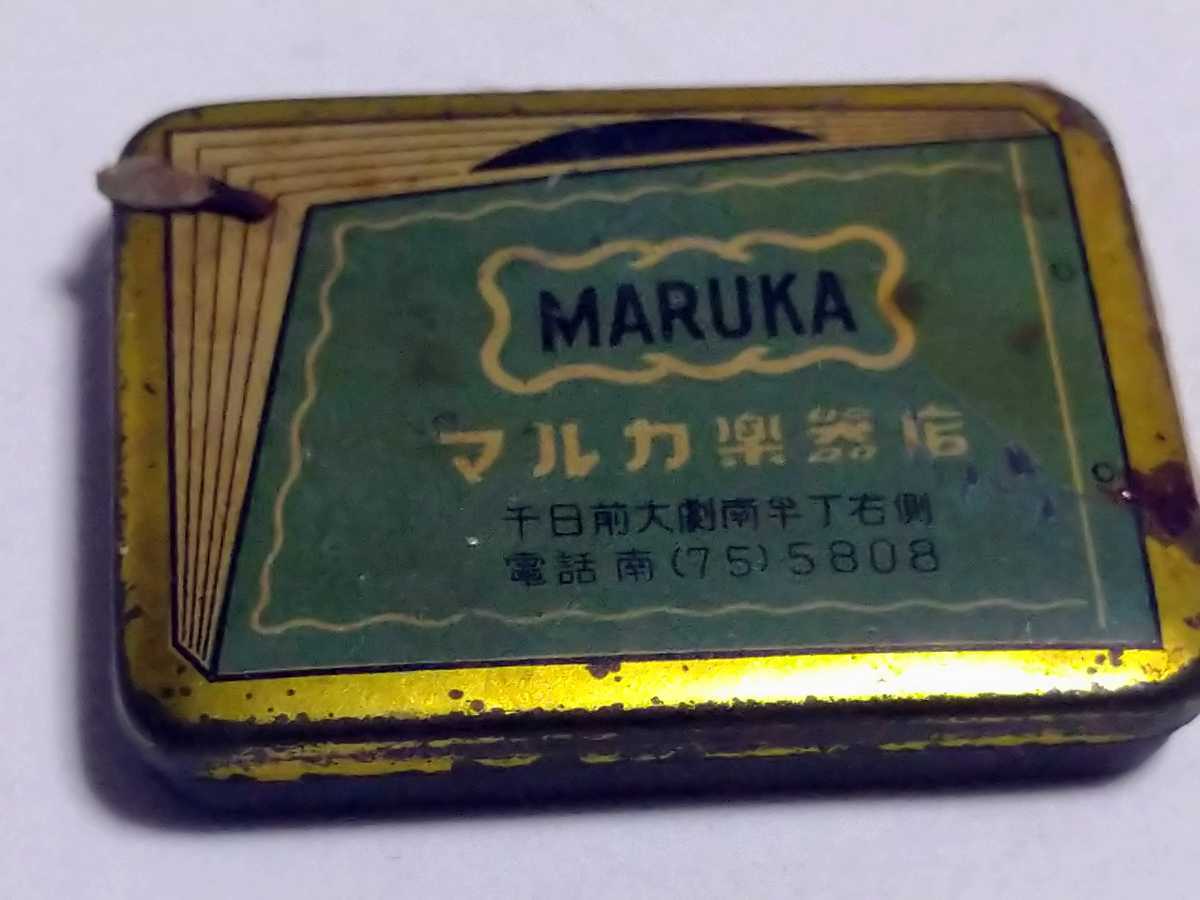 MARUKA
マルカ楽器店
千日前大劇南半丁右側
電話 南(75)5808